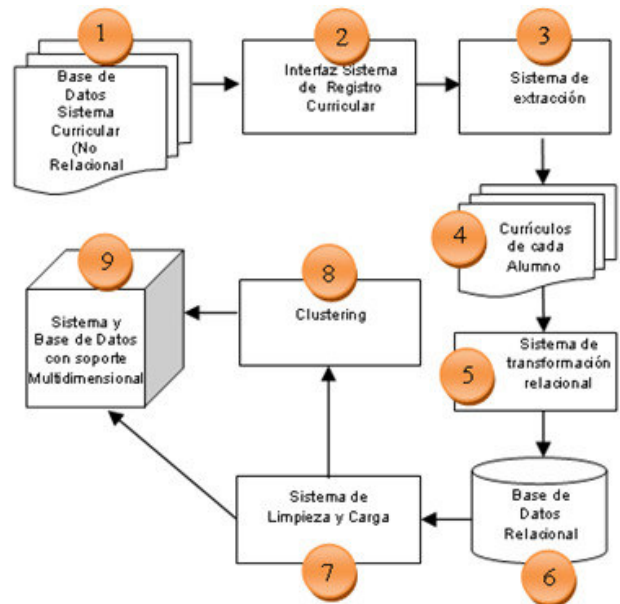 1
Base de
Datos
Sistema
Curricular
(No
Relacional
2
Interfaz Sistema
de Registro
Curricular
3
Sistema de
extracción
4
Currículos
de cada
Alumno
5
Sistema de
transformación
relacional
6
Base de
Datos
Relacional
7
Sistema de
Limpieza y Carga
8
Clustering
9
Sistema y
Base de Datos
con soporte
Multidimensional